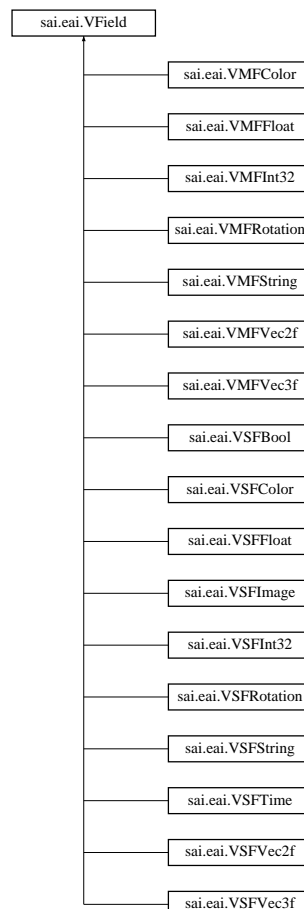 sai.eai.VField
sai.eai.VMFColor
sai.eai.VMFFloat
sai.eai.VMFInt32
sai.eai.VMFRotation
sai.eai.VMFString
sai.eai.VMFVec2f
sai.eai.VMFVec3f
sai.eai.VSFBool
sai.eai.VSFColor
sai.eai.VSFFloat
sai.eai.VSFImage
sai.eai.VSFInt32
sai.eai.VSFRotation
sai.eai.VSFString
sai.eai.VSFTime
sai.eai.VSFVec2f
sai.eai.VSFVec3f